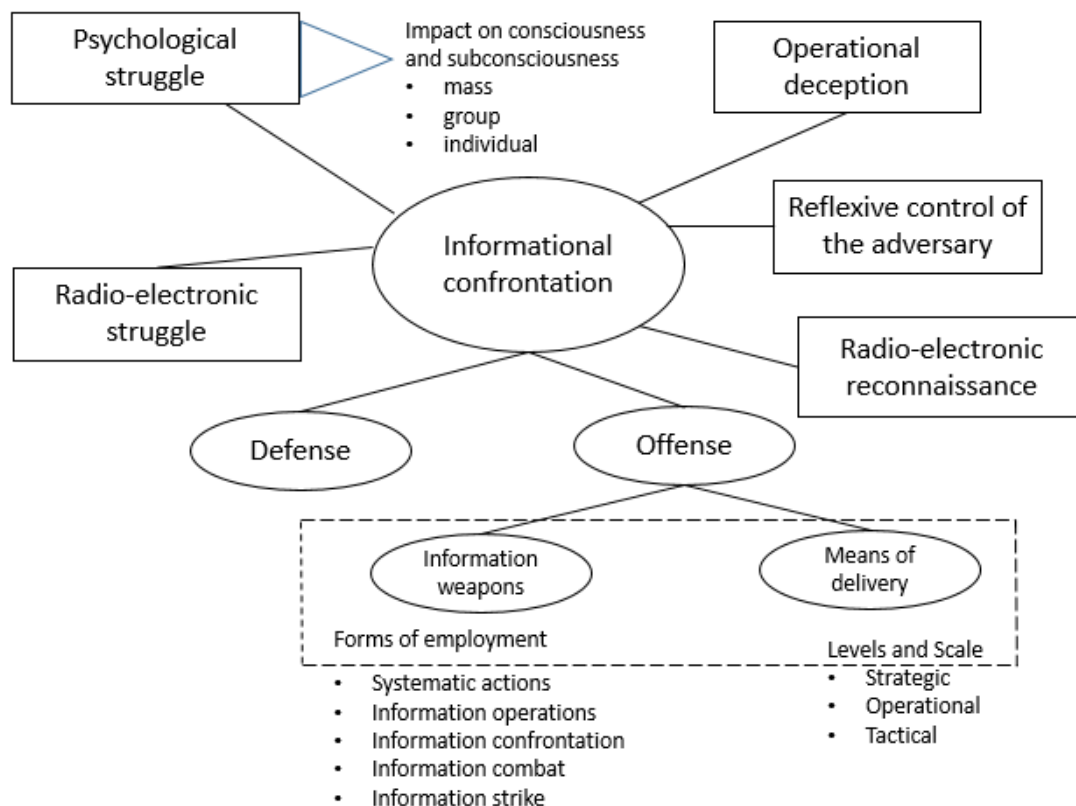 Psychological
struggle
Impact on consciousness
and subconsciousness
• mass
• group
• individual
Operational
deception
Informational
confrontation
Reflexive control of
the adversary
Radio-electronic
struggle
Radio-electronic
reconnaissance
Defense
Offense
Information
weapons
Means of
delivery
Forms of employment
• Systematic actions
• Information operations
• Information confrontation
• Information combat
• Information strike
Levels and Scale
• Strategic
• Operational
• Tactical